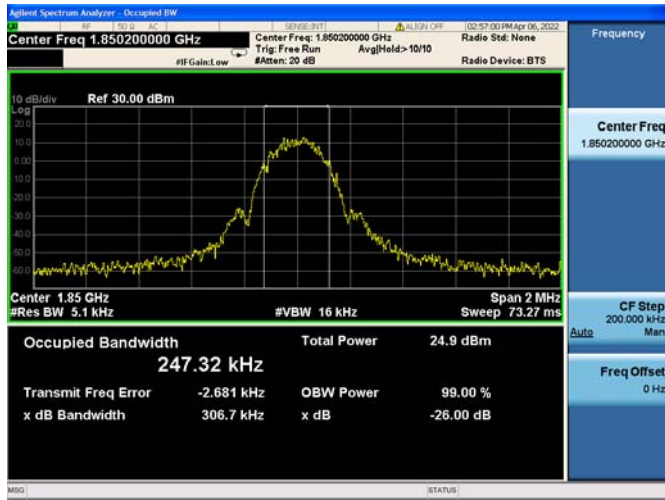 Agilent Spectrum Analyzer - Occupied BW
RF 50 Ω AC SENSE:INT ALIGN OFF 02:57:00 PM Apr 06, 2022
Center Freq 1.850200000 GHz
Center Freq: 1.850200000 GHz
Radio Std: None
Trig: Free Run Avg|Hold:> 10/10
#IFGain:Low
#Atten: 20 dB
Radio Device: BTS
10 dB/div Ref 30.00 dBm
Log
20.0
10.0
0.00
10.0
20.0
30.0
40.0
50.0
60.0
Center 1.85 GHz Span 2 MHz
#Res BW 5.1 kHz #VBW 16 kHz Sweep 73.27 ms
Occupied Bandwidth Total Power 24.9 dBm
247.32 kHz
Transmit Freq Error -2.681 kHz OBW Power 99.00 %
x dB Bandwidth 306.7 kHz x dB -26.00 dB
MSG STATUS
Frequency
Center Freq
1.850200000 GHz
CF Step
200.000 kHz
Auto Man
Freq Offset
0 Hz